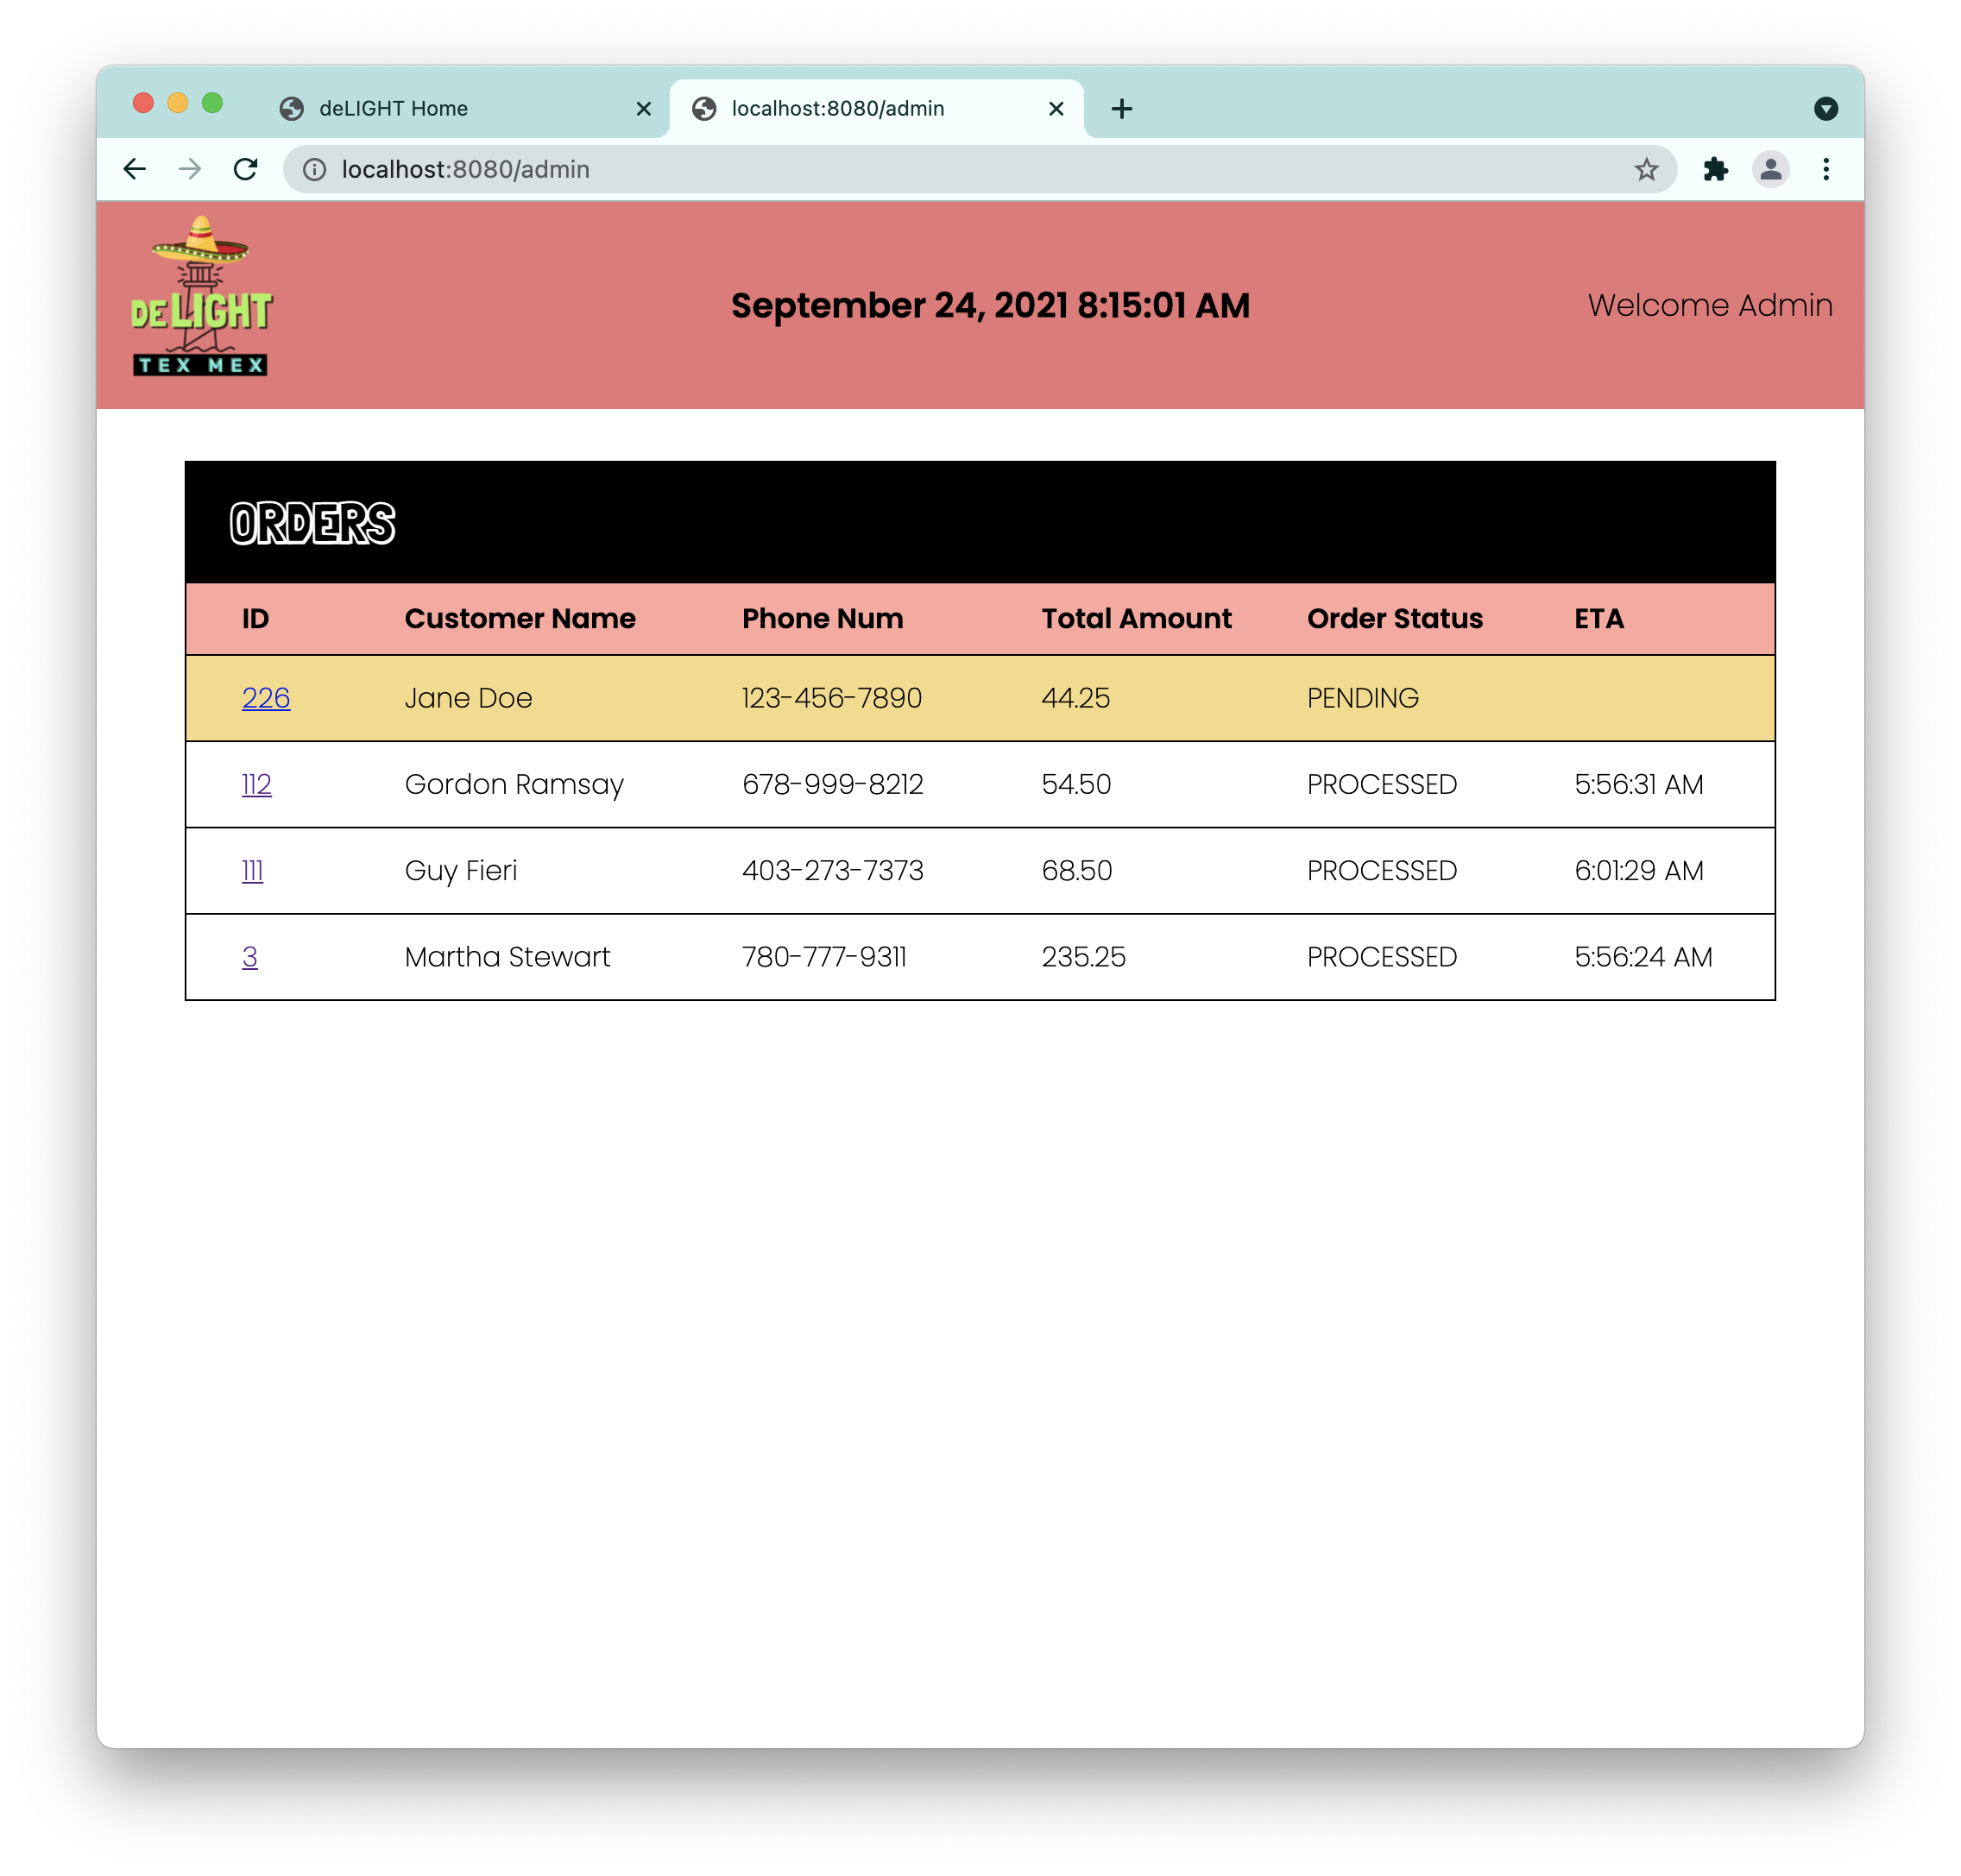 deLIGHT Home
localhost:8080/admin
localhost:8080/admin
DELIGHT
TEX MEX
September 24, 2021 8:15:01 AM
Welcome Admin
ORDERS
ID Customer Name Phone Num Total Amount Order Status ETA
226 Jane Doe 123-456-7890 44.25 PENDING
112 Gordon Ramsay 678-999-8212 54.50 PROCESSED 5:56:31 AM
111 Guy Fieri 403-273-7373 68.50 PROCESSED 6:01:29 AM
3 Martha Stewart 780-777-9311 235.25 PROCESSED 5:56:24 AM